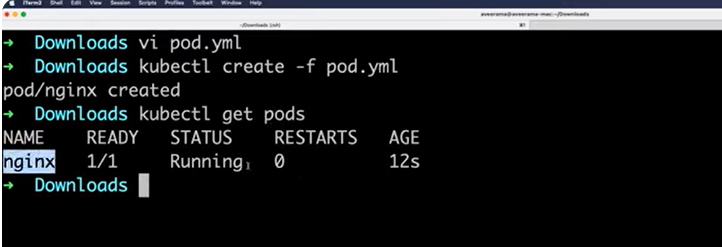 iTerm2 Shell Edit View Session Scripts Profiles Toolbelt Window Help
aveerama@aveerama-mac:~/Downloads
~/Downloads (zsh)
➜ Downloads vi pod.yml
➜ Downloads kubectl create -f pod.yml
pod/nginx created
➜ Downloads kubectl get pods
NAME READY STATUS RESTARTS AGE
nginx 1/1 Running 0 12s
➜ Downloads